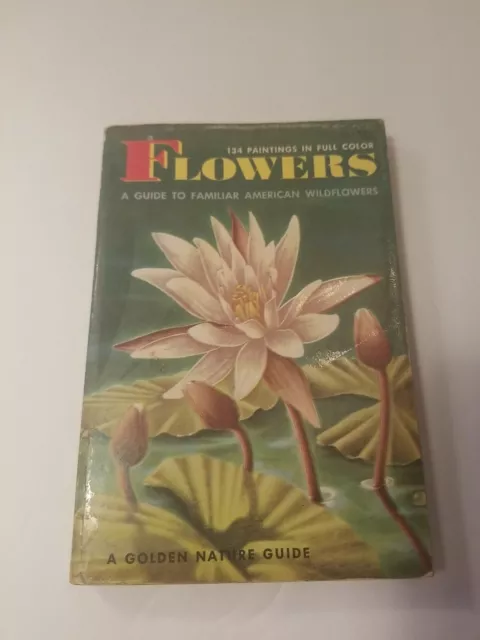 134 PAINTINGS IN FULL COLOR
FLOWERS
A GUIDE TO FAMILIAR AMERICAN WILDFLOWERS
A GOLDEN NATURE GUIDE